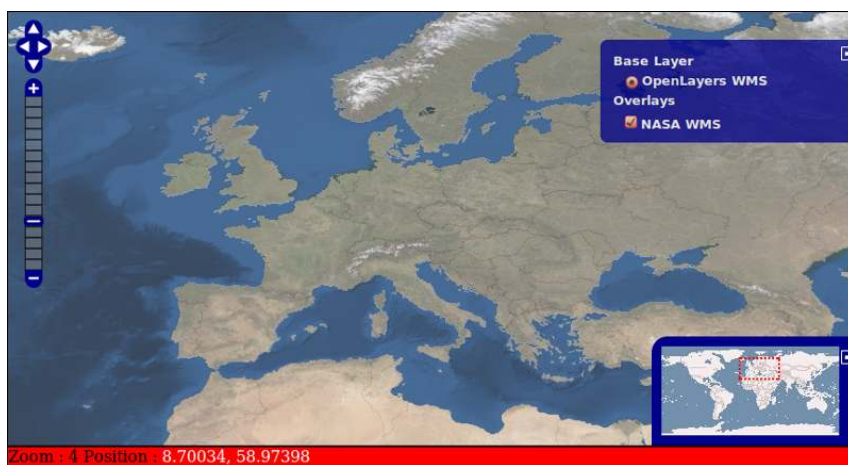 Base Layer
OpenLayers WMS
Overlays
NASA WMS
Zoom : 4 Position : 8.70034, 58.97398